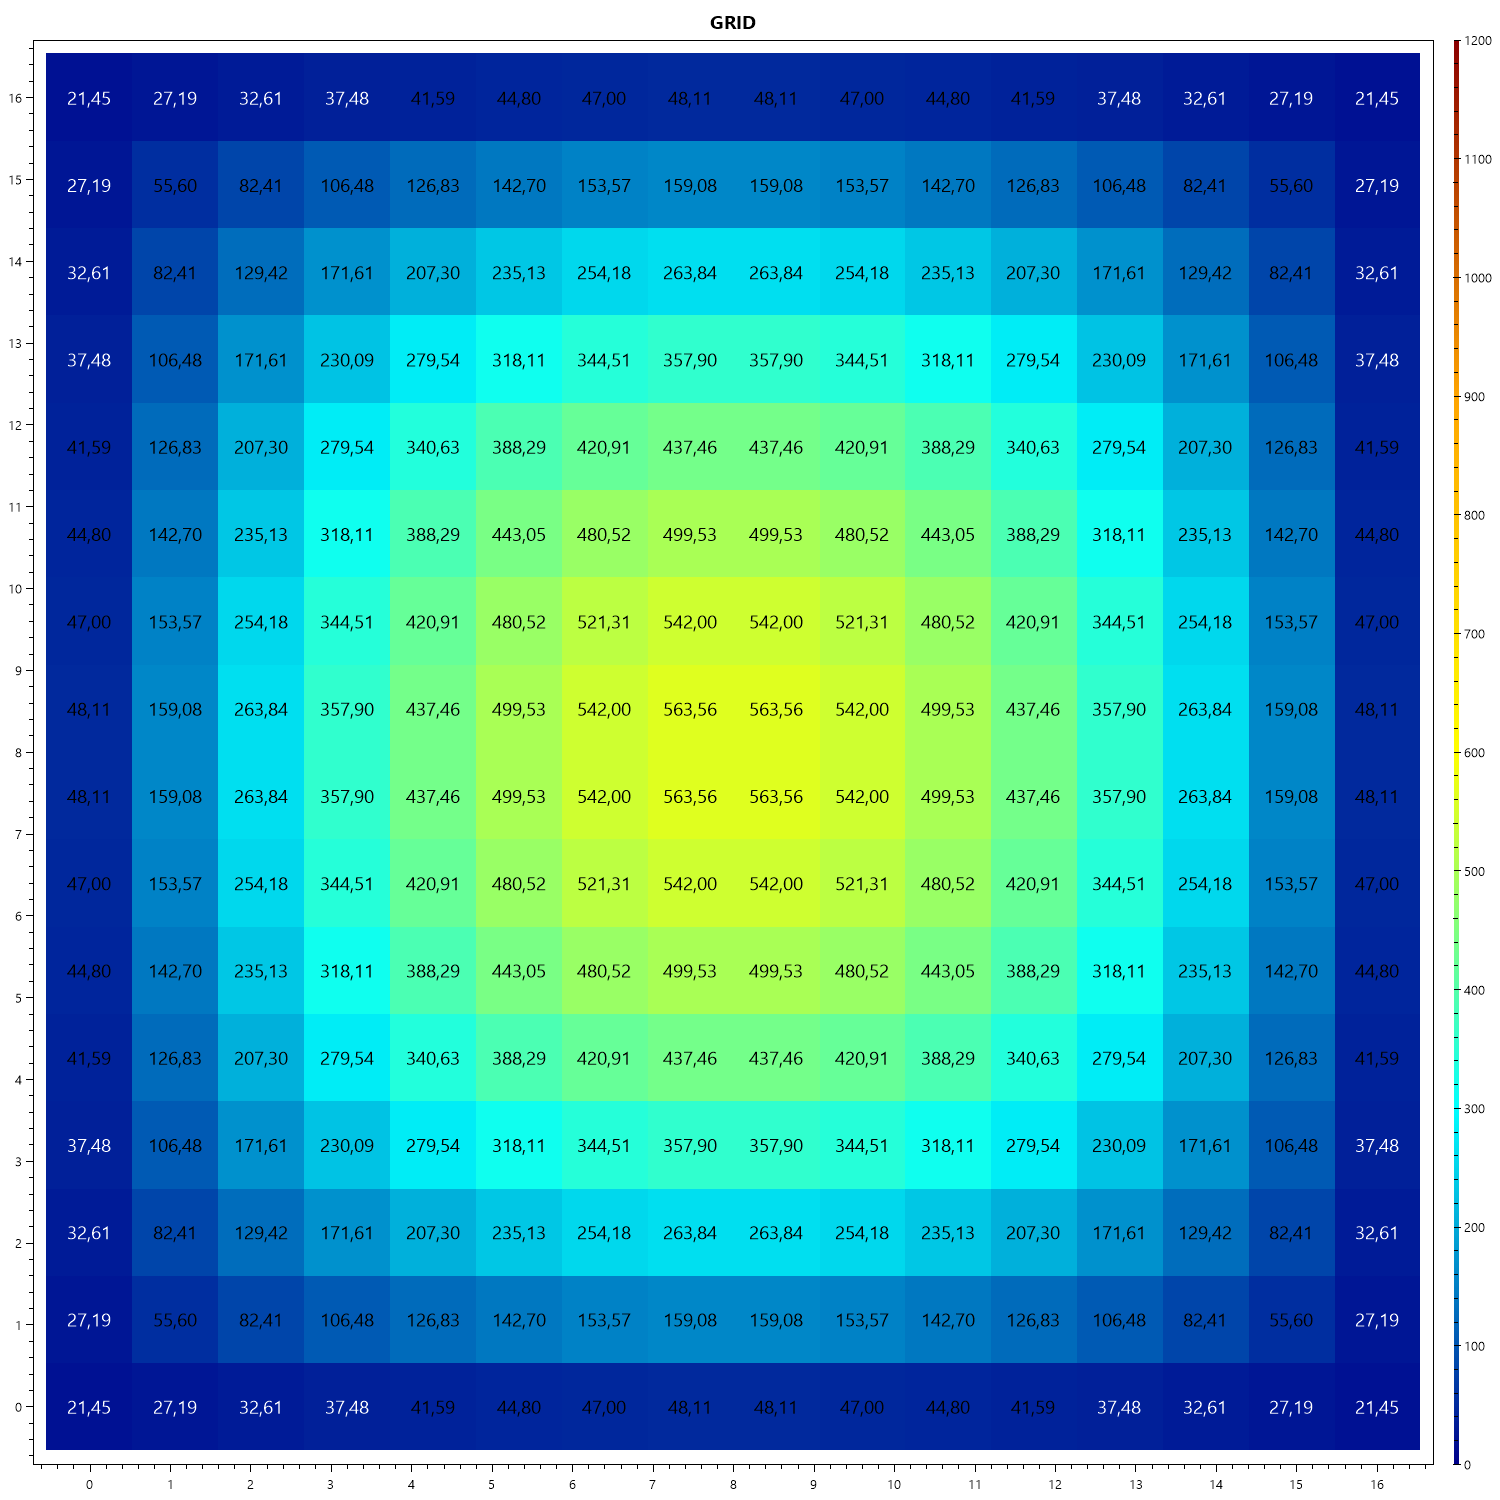 GRID
1200
16 21,45 27,19 32,61 37,48 41,59 44,80 47,00 48,11 48,11 47,00 44,80 41,59 37,48 32,61 27,19 21,45
1100
15 27,19 55,60 82,41 106,48 126,83 142,70 153,57 159,08 159,08 153,57 142,70 126,83 106,48 82,41 55,60 27,19
14 32,61 82,41 129,42 171,61 207,30 235,13 254,18 263,84 263,84 254,18 235,13 207,30 171,61 129,42 82,41 32,61
1000
13 37,48 106,48 171,61 230,09 279,54 318,11 344,51 357,90 357,90 344,51 318,11 279,54 230,09 171,61 106,48 37,48
900
12 41,59 126,83 207,30 279,54 340,63 388,29 420,91 437,46 437,46 420,91 388,29 340,63 279,54 207,30 126,83 41,59
800
11 44,80 142,70 235,13 318,11 388,29 443,05 480,52 499,53 499,53 480,52 443,05 388,29 318,11 235,13 142,70 44,80
10 47,00 153,57 254,18 344,51 420,91 480,52 521,31 542,00 542,00 521,31 480,52 420,91 344,51 254,18 153,57 47,00
700
9 48,11 159,08 263,84 357,90 437,46 499,53 542,00 563,56 563,56 542,00 499,53 437,46 357,90 263,84 159,08 48,11
8
600
48,11 159,08 263,84 357,90 437,46 499,53 542,00 563,56 563,56 542,00 499,53 437,46 357,90 263,84 159,08 48,11
7
500
6 47,00 153,57 254,18 344,51 420,91 480,52 521,31 542,00 542,00 521,31 480,52 420,91 344,51 254,18 153,57 47,00
5 44,80 142,70 235,13 318,11 388,29 443,05 480,52 499,53 499,53 480,52 443,05 388,29 318,11 235,13 142,70 44,80
400
4 41,59 126,83 207,30 279,54 340,63 388,29 420,91 437,46 437,46 420,91 388,29 340,63 279,54 207,30 126,83 41,59
300
3 37,48 106,48 171,61 230,09 279,54 318,11 344,51 357,90 357,90 344,51 318,11 279,54 230,09 171,61 106,48 37,48
200
2 32,61 82,41 129,42 171,61 207,30 235,13 254,18 263,84 263,84 254,18 235,13 207,30 171,61 129,42 82,41 32,61
1 27,19 55,60 82,41 106,48 126,83 142,70 153,57 159,08 159,08 153,57 142,70 126,83 106,48 82,41 55,60 27,19
100
0 21,45 27,19 32,61 37,48 41,59 44,80 47,00 48,11 48,11 47,00 44,80 41,59 37,48 32,61 27,19 21,45
0
0 1 2 3 4 5 6 7 8 9 10 11 12 13 14 15 16